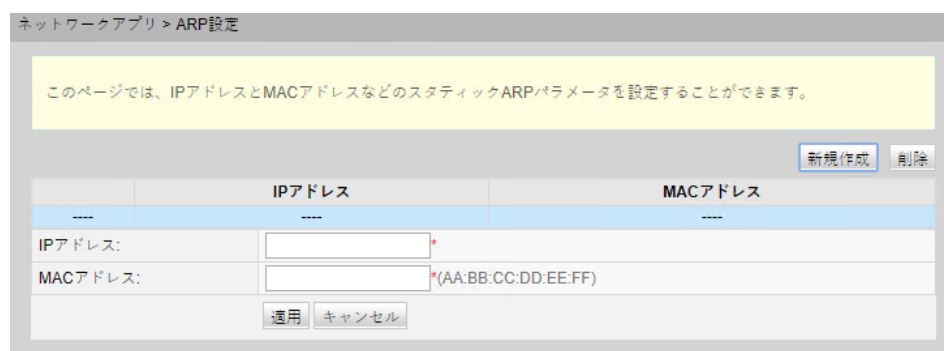 ネットワークアプリ > ARP設定
このページでは、IPアドレスとMACアドレスなどのスタティックARPパラメータを設定することができます。
新規作成 削除
IPアドレス MACアドレス
---- ---- ----
IPアドレス: *
MACアドレス: *(AA:BB:CC:DD:EE:FF)
適用 キャンセル